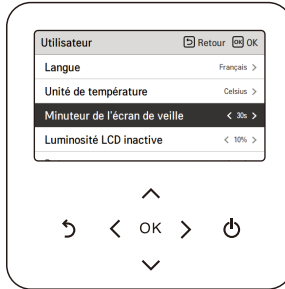 Utilisateur Retour OK OK
Langue Français >
Unité de température Celsius >
Minuteur de l'écran de veille < 30s >
Luminosité LCD inactive < 10% >
OK